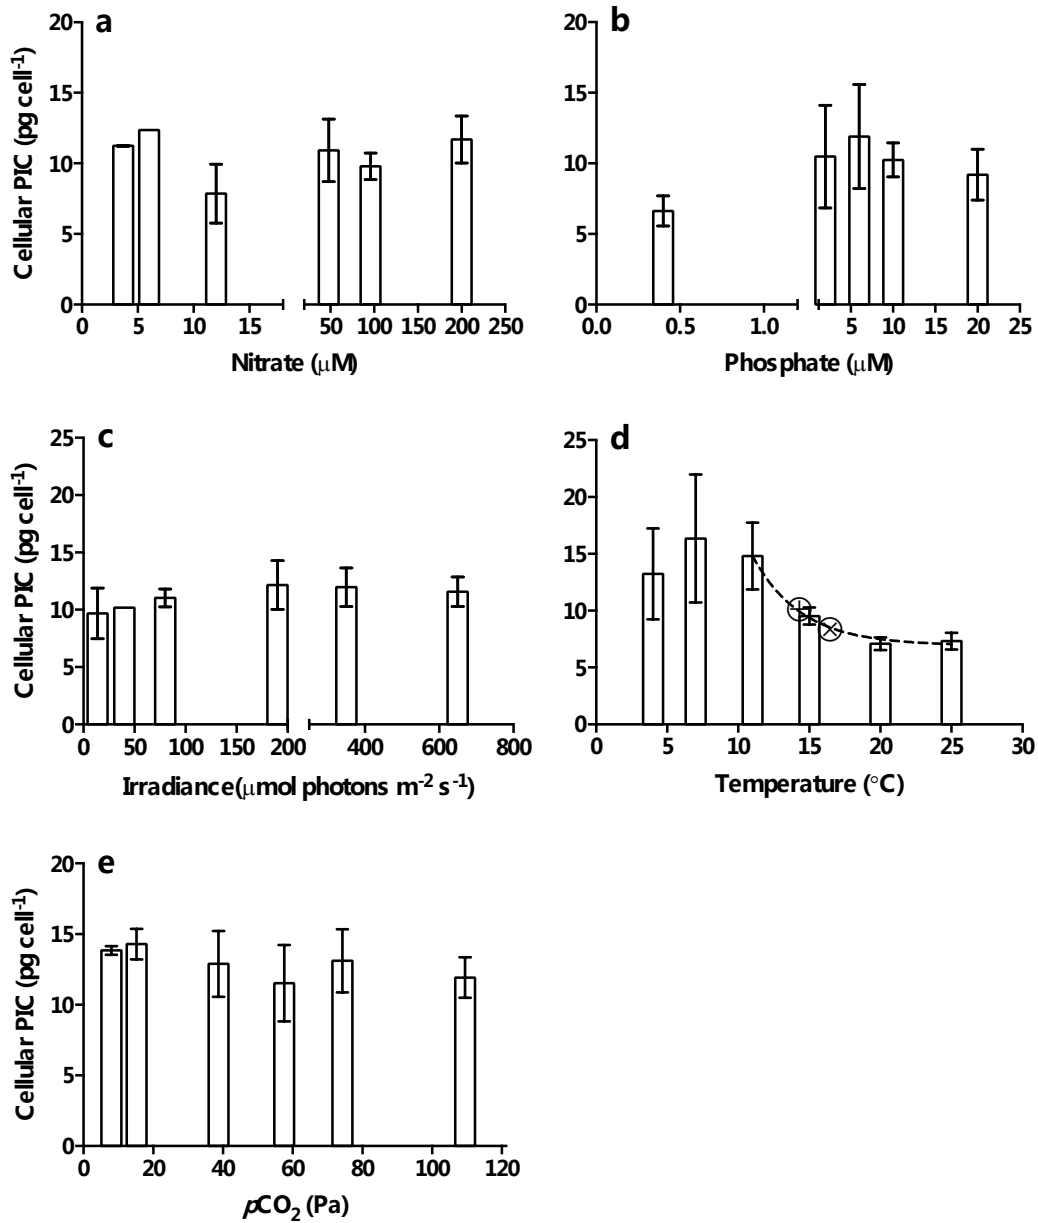 a
20
15
10
5
0
Cellular PIC (pg cell⁻¹)
0 5 10 15 50 100 150 200 250
Nitrate (μM)
b
20
15
10
5
0
0.0 0.5 1.0 5 10 15 20 25
Phosphate (μM)
c
25
20
15
10
5
0
Cellular PIC (pg cell⁻¹)
0 50 100 150 200 400 600 800
Irradiance(μmol photons m⁻² s⁻¹)
d
25
20
15
10
5
0
0 5 10 15 20 25 30
Temperature (°C)
e
20
15
10
5
0
Cellular PIC (pg cell⁻¹)
0 20 40 60 80 100 120
pCO₂ (Pa)